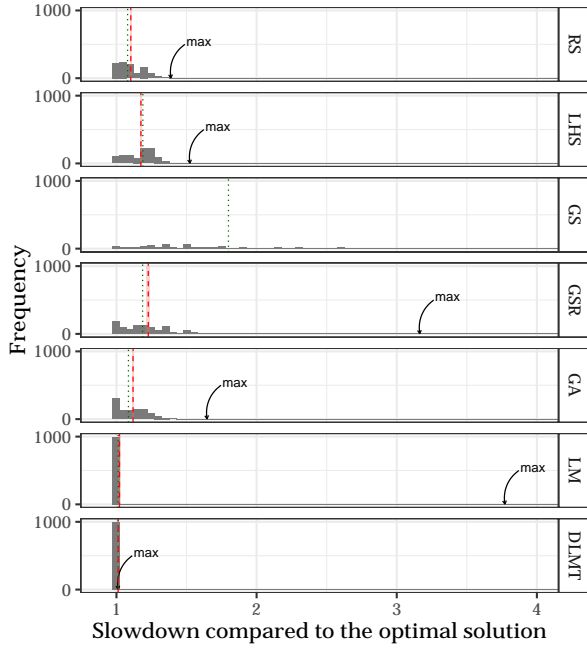 1000
0
max
RS
1000
0
max
LHS
1000
0
GS
1000
0
max
GSR
1000
0
max
GA
1000
0
max
LM
1000
0
max
DLMT
Frequency
1 2 3 4
Slowdown compared to the optimal solution